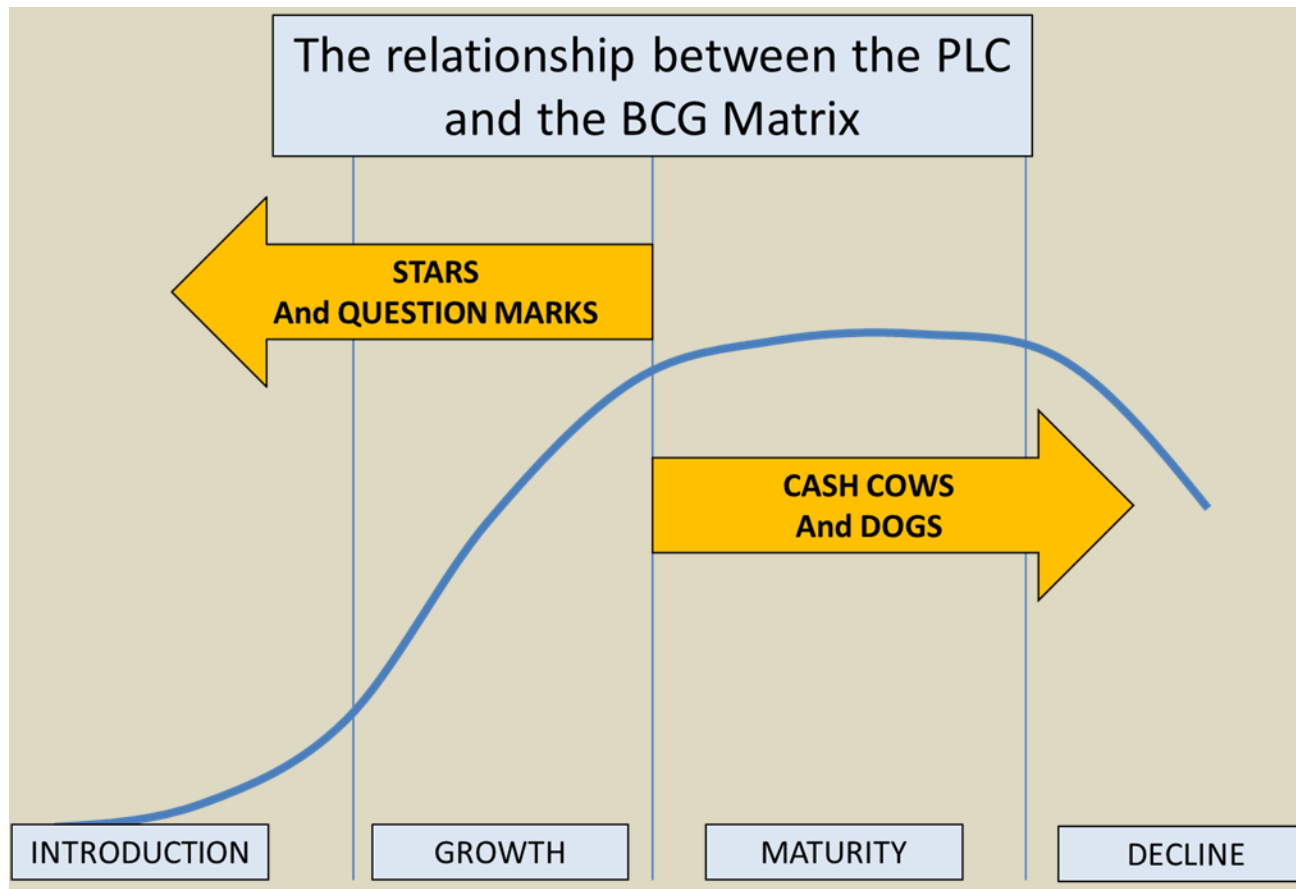 The relationship between the PLC
and the BCG Matrix
STARS
And QUESTION MARKS
CASH COWS
And DOGS
INTRODUCTION
GROWTH
MATURITY
DECLINE